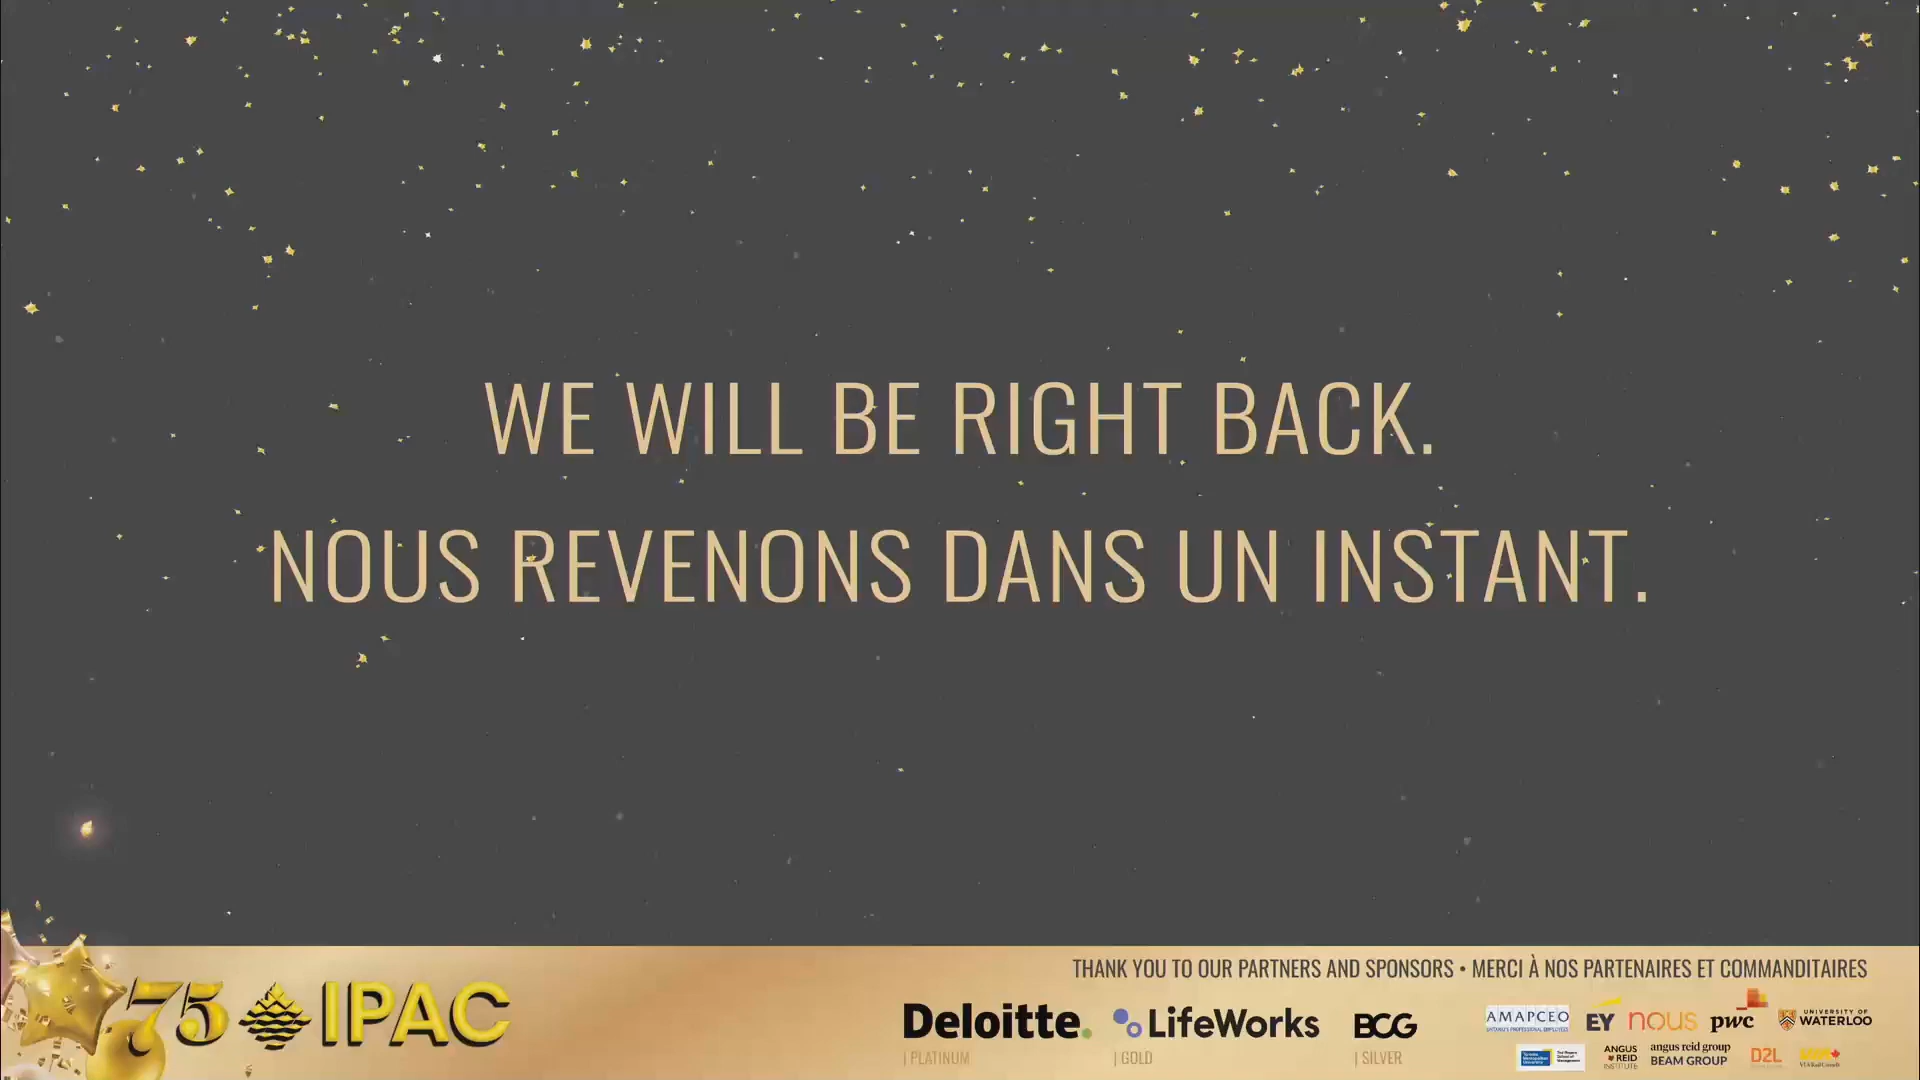 WE WILL BE RIGHT BACK.
NOUS REVENONS DANS UN INSTANT.
THANK YOU TO OUR PARTNERS AND SPONSORS • MERCI À NOS PARTENAIRES ET COMMANDITAIRES
75 IPAC
Deloitte.
| PLATINUM
LifeWorks
| GOLD
BCG
| SILVER
AMAPCEO
EY
nous
pwc
UNIVERSITY OF
WATERLOO
ANGUS
REID
INSTITUTE
angus reid group
BEAM GROUP
D2L